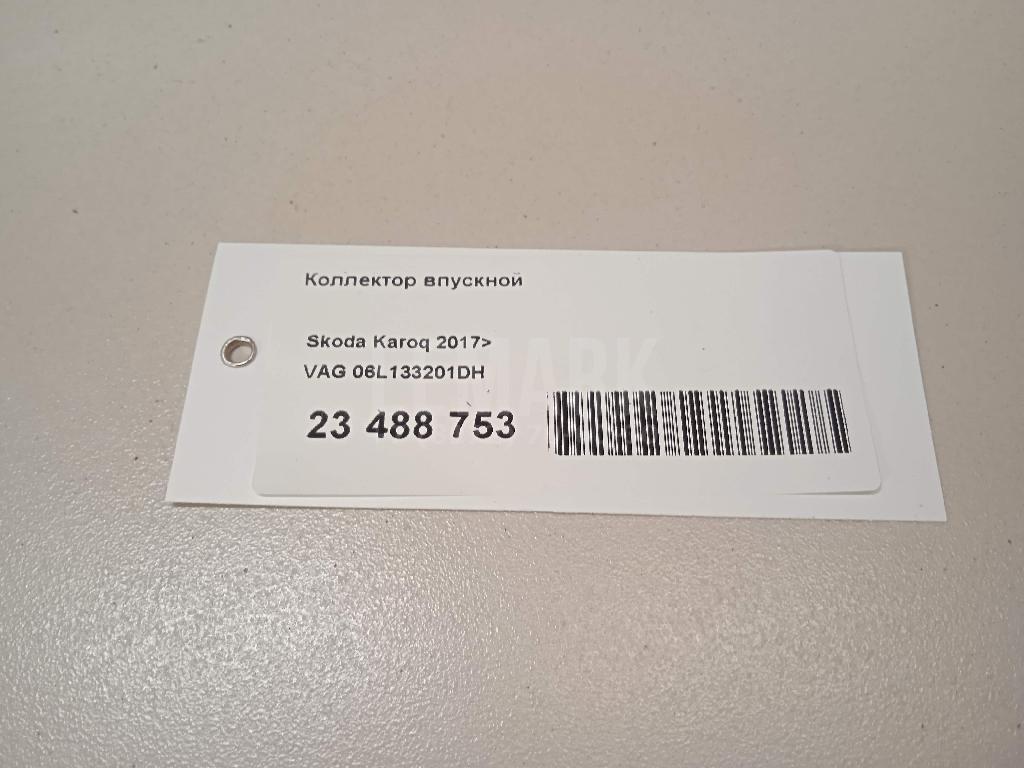 Коллектор впускной
Skoda Karoq 2017>
VAG 06L133201DH
23 488 753